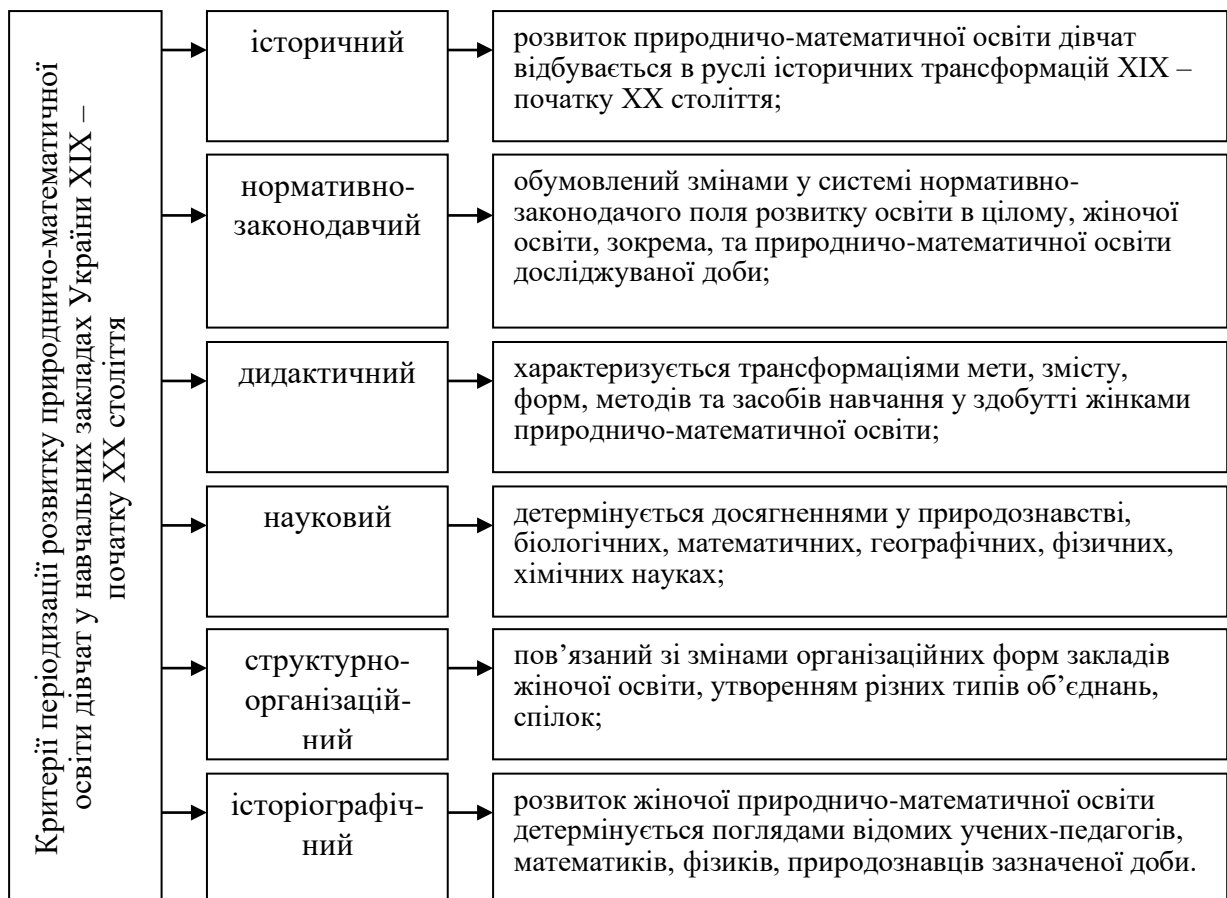 Критерії періодизації розвитку природничо-математичної
освіти дівчат у навчальних закладах України ХІХ –
початку ХХ століття
історичний
розвиток природничо-математичної освіти дівчат
відбувається в руслі історичних трансформацій ХІХ –
початку ХХ століття;
нормативно-
законодавчий
обумовлений змінами у системі нормативно-
законодачого поля розвитку освіти в цілому, жіночої
освіти, зокрема, та природничо-математичної освіти
досліджуваної доби;
дидактичний
характеризується трансформаціями мети, змісту,
форм, методів та засобів навчання у здобутті жінками
природничо-математичної освіти;
науковий
детермінується досягненнями у природознавстві,
біологічних, математичних, географічних, фізичних,
хімічних науках;
структурно-
організацій-
ний
пов’язаний зі змінами організаційних форм закладів
жіночої освіти, утворенням різних типів об’єднань,
спілок;
історіографіч-
ний
розвиток жіночої природничо-математичної освіти
детермінується поглядами відомих учених-педагогів,
математиків, фізиків, природознавців зазначеної доби.